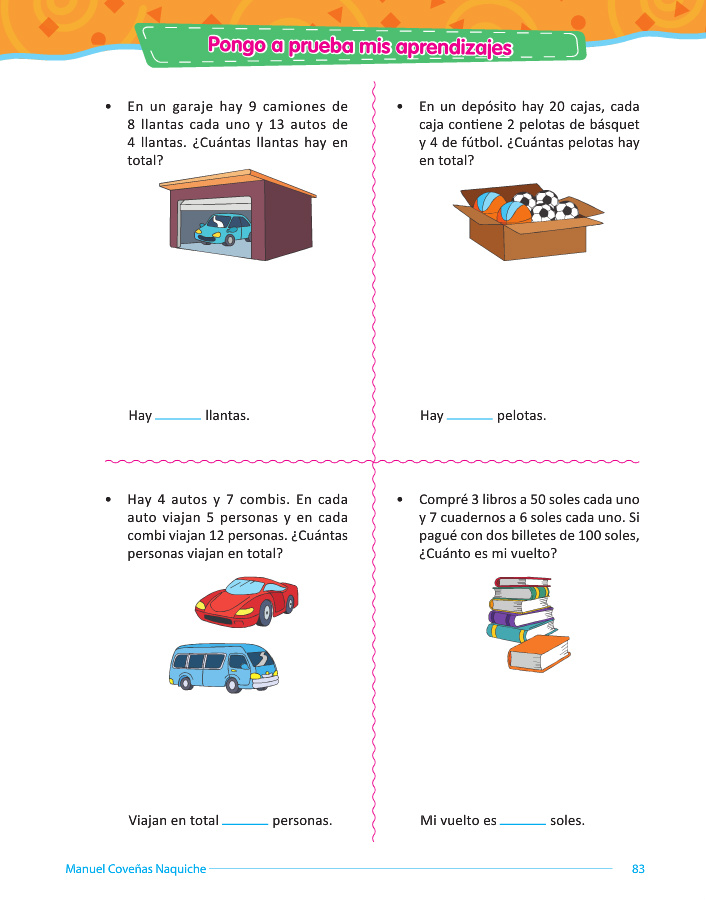 Pongo a prueba mis aprendizajes
• En un garaje hay 9 camiones de
8 llantas cada uno y 13 autos de
4 llantas. ¿Cuántas llantas hay en
total?
Hay ______ llantas.
• En un depósito hay 20 cajas, cada
caja contiene 2 pelotas de básquet
y 4 de fútbol. ¿Cuántas pelotas hay
en total?
Hay ______ pelotas.
• Hay 4 autos y 7 combis. En cada
auto viajan 5 personas y en cada
combi viajan 12 personas. ¿Cuántas
personas viajan en total?
Viajan en total ______ personas.
• Compré 3 libros a 50 soles cada uno
y 7 cuadernos a 6 soles cada uno. Si
pagué con dos billetes de 100 soles,
¿Cuánto es mi vuelto?
Mi vuelto es ______ soles.
Manuel Coveñas Naquiche
83